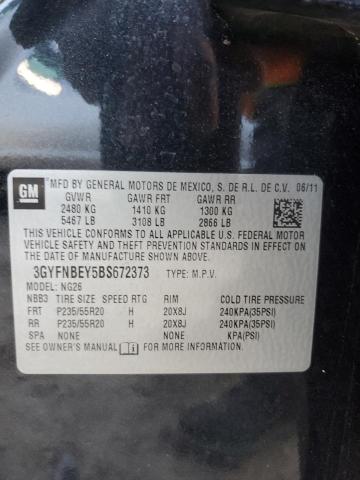 GM
MFD BY GENERAL MOTORS DE MEXICO, S. DE R.L. DE C.V. 06/11
GVWR GAWR FRT GAWR RR
2480 KG 1410 KG 1300 KG
5467 LB 3108 LB 2866 LB
THIS VEHICLE CONFORMS TO ALL APPLICABLE U.S. FEDERAL
MOTOR VEHICLE SAFETY AND THEFT PREVENTION STANDARDS IN EFFECT ON
THE DATE OF MANUFACTURE SHOWN ABOVE.
3GYFNBEY5BS672373 TYPE: M.P.V.
MODEL: NG26
NBB3 TIRE SIZE SPEED RTG RIM COLD TIRE PRESSURE
FRT P235/55R20 H 20X8J 240KPA(35PSI)
RR P235/55R20 H 20X8J 240KPA(35PSI)
SPA NONE NONE KPA(PSI)
SEE OWNER'S MANUAL FOR ADDITIONAL INFORMATION.